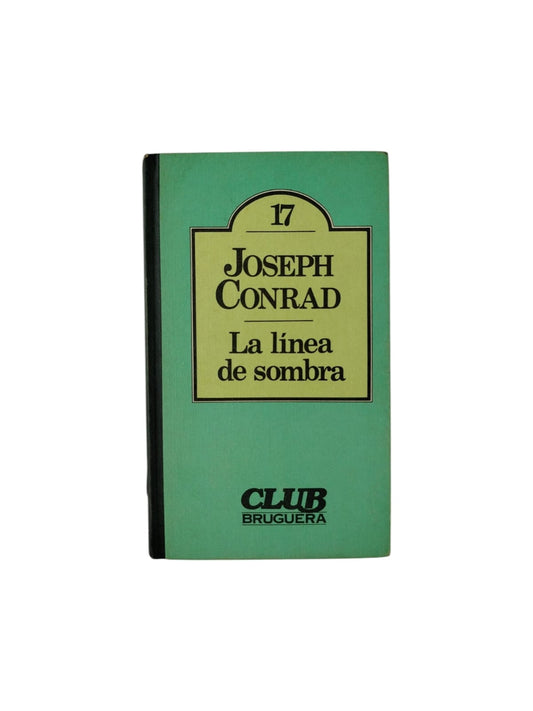 17
JOSEPH
CONRAD
La línea
de sombra
CLUB
BRUGUERA